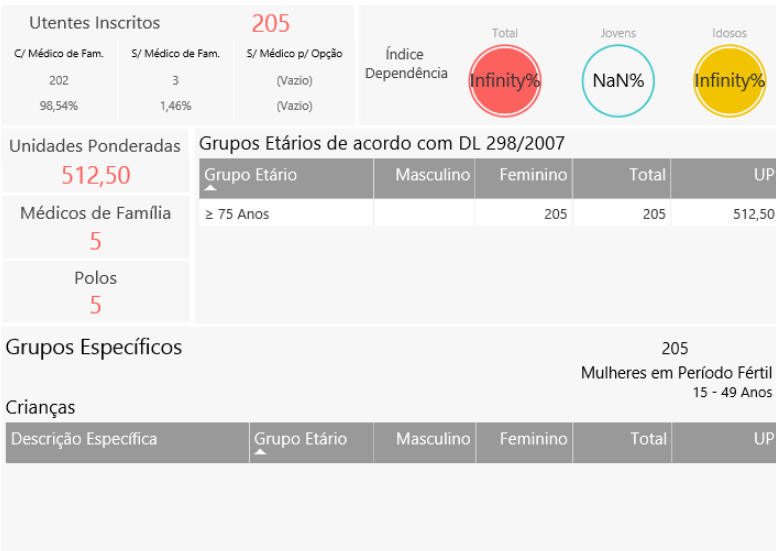 Utentes Inscritos 205
C/ Médico de Fam. S/ Médico de Fam. S/ Médico p/ Opção
202 3 (Vazio)
98,54% 1,46% (Vazio)
Índice
Dependência
Total Jovens Idosos
Infinity% NaN% Infinity%
Unidades Ponderadas
512,50
Médicos de Família
5
Polos
5
Grupos Etários de acordo com DL 298/2007
Grupo Etário Masculino Feminino Total UP
≥ 75 Anos 205 205 512,50
Grupos Específicos
205
Mulheres em Período Fértil
15 - 49 Anos
Crianças
Descrição Específica Grupo Etário Masculino Feminino Total UP